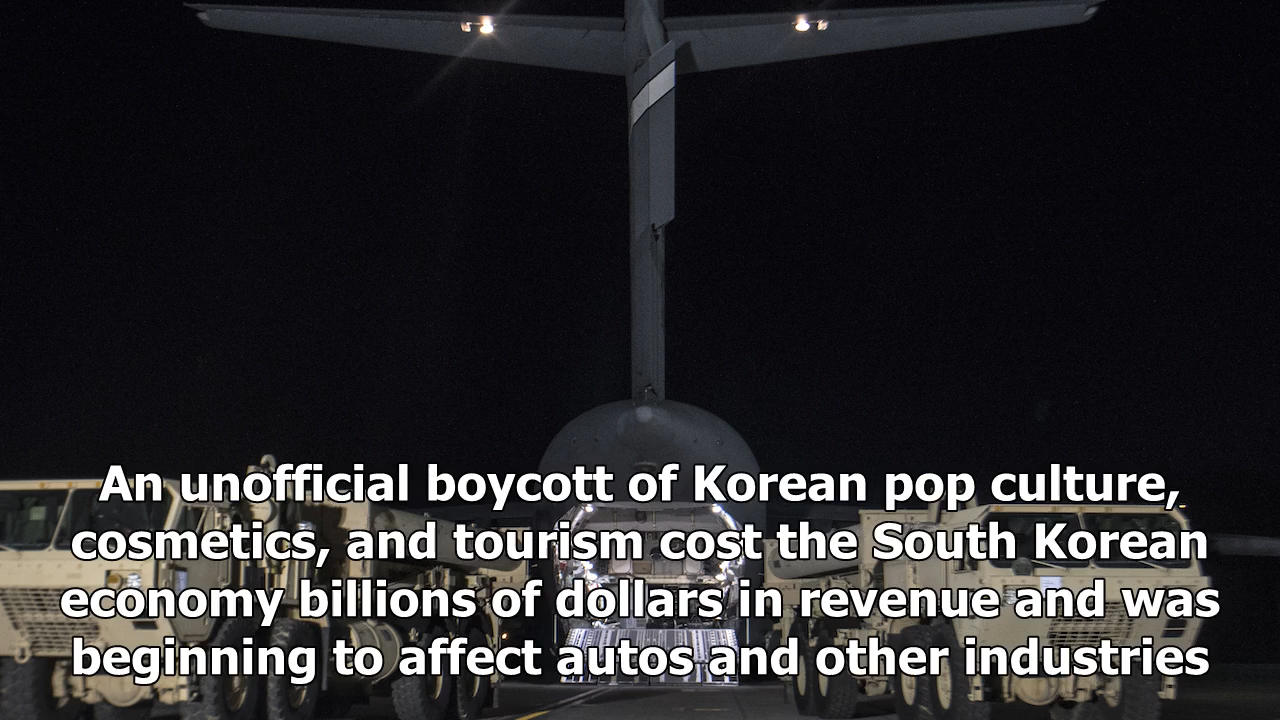 An unofficial boycott of Korean pop culture,
cosmetics, and tourism cost the South Korean
economy billions of dollars in revenue and was
beginning to affect autos and other industries